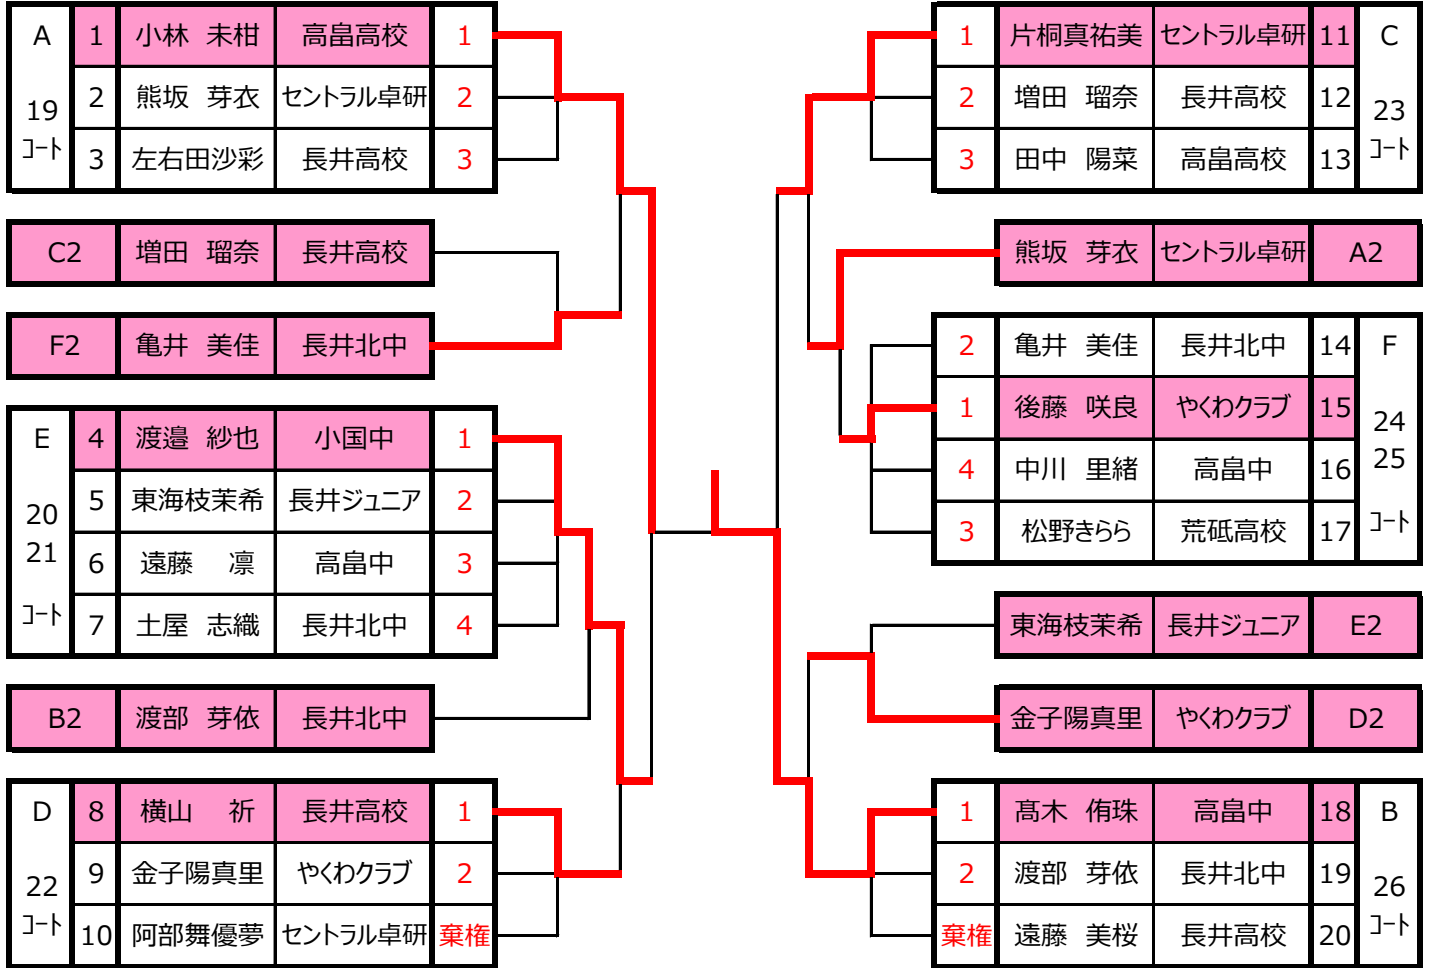 A 19 ｺｰﾄ
1 小林 未柑 高畠高校 1
2 熊坂 芽衣 セントラル卓研 2
3 左右田沙彩 長井高校 3
C2 増田 瑠奈 長井高校
F2 亀井 美佳 長井北中
E 20 21 ｺｰﾄ
4 渡邉 紗也 小国中 1
5 東海枝茉希 長井ジュニア 2
6 遠藤 凛 高畠中 3
7 土屋 志織 長井北中 4
B2 渡部 芽依 長井北中
D 22 ｺｰﾄ
8 横山 祈 長井高校 1
9 金子陽真里 やくわクラブ 2
10 阿部舞優夢 セントラル卓研 棄権
1 片桐真祐美 セントラル卓研 11
2 増田 瑠奈 長井高校 12
3 田中 陽菜 高畠高校 13
C 23 ｺｰﾄ
熊坂 芽衣 セントラル卓研 A2
2 亀井 美佳 長井北中 14
1 後藤 咲良 やくわクラブ 15
4 中川 里緒 高畠中 16
3 松野きらら 荒砥高校 17
F 24 25 ｺｰﾄ
東海枝茉希 長井ジュニア E2
金子陽真里 やくわクラブ D2
1 髙木 侑珠 高畠中 18
2 渡部 芽依 長井北中 19
棄権 遠藤 美桜 長井高校 20
B 26 ｺｰﾄ